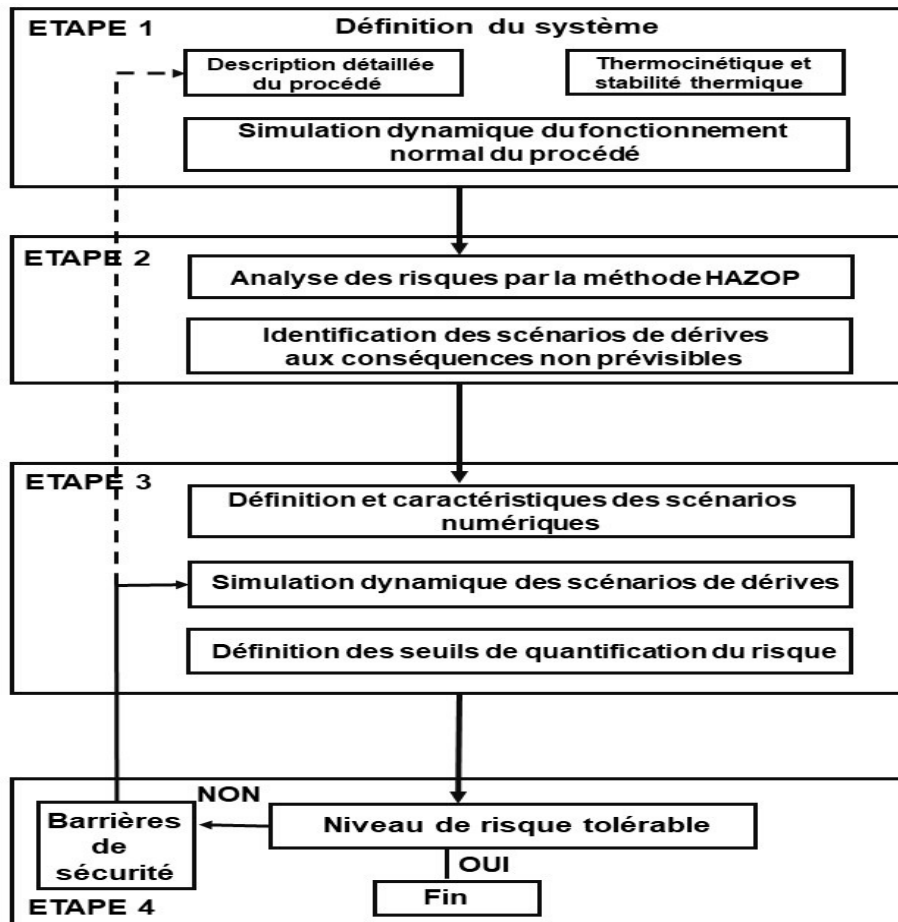 ETAPE 1
Définition du système
Description détaillée
du procédé
Thermocinétique et
stabilité thermique
Simulation dynamique du fonctionnement
normal du procédé
ETAPE 2
Analyse des risques par la méthode HAZOP
Identification des scénarios de dérives
aux conséquences non prévisibles
ETAPE 3
Définition et caractéristiques des scénarios
numériques
Simulation dynamique des scénarios de dérives
Définition des seuils de quantification du risque
NON
Barrières
de
sécurité
Niveau de risque tolérable
OUI
Fin
ETAPE 4